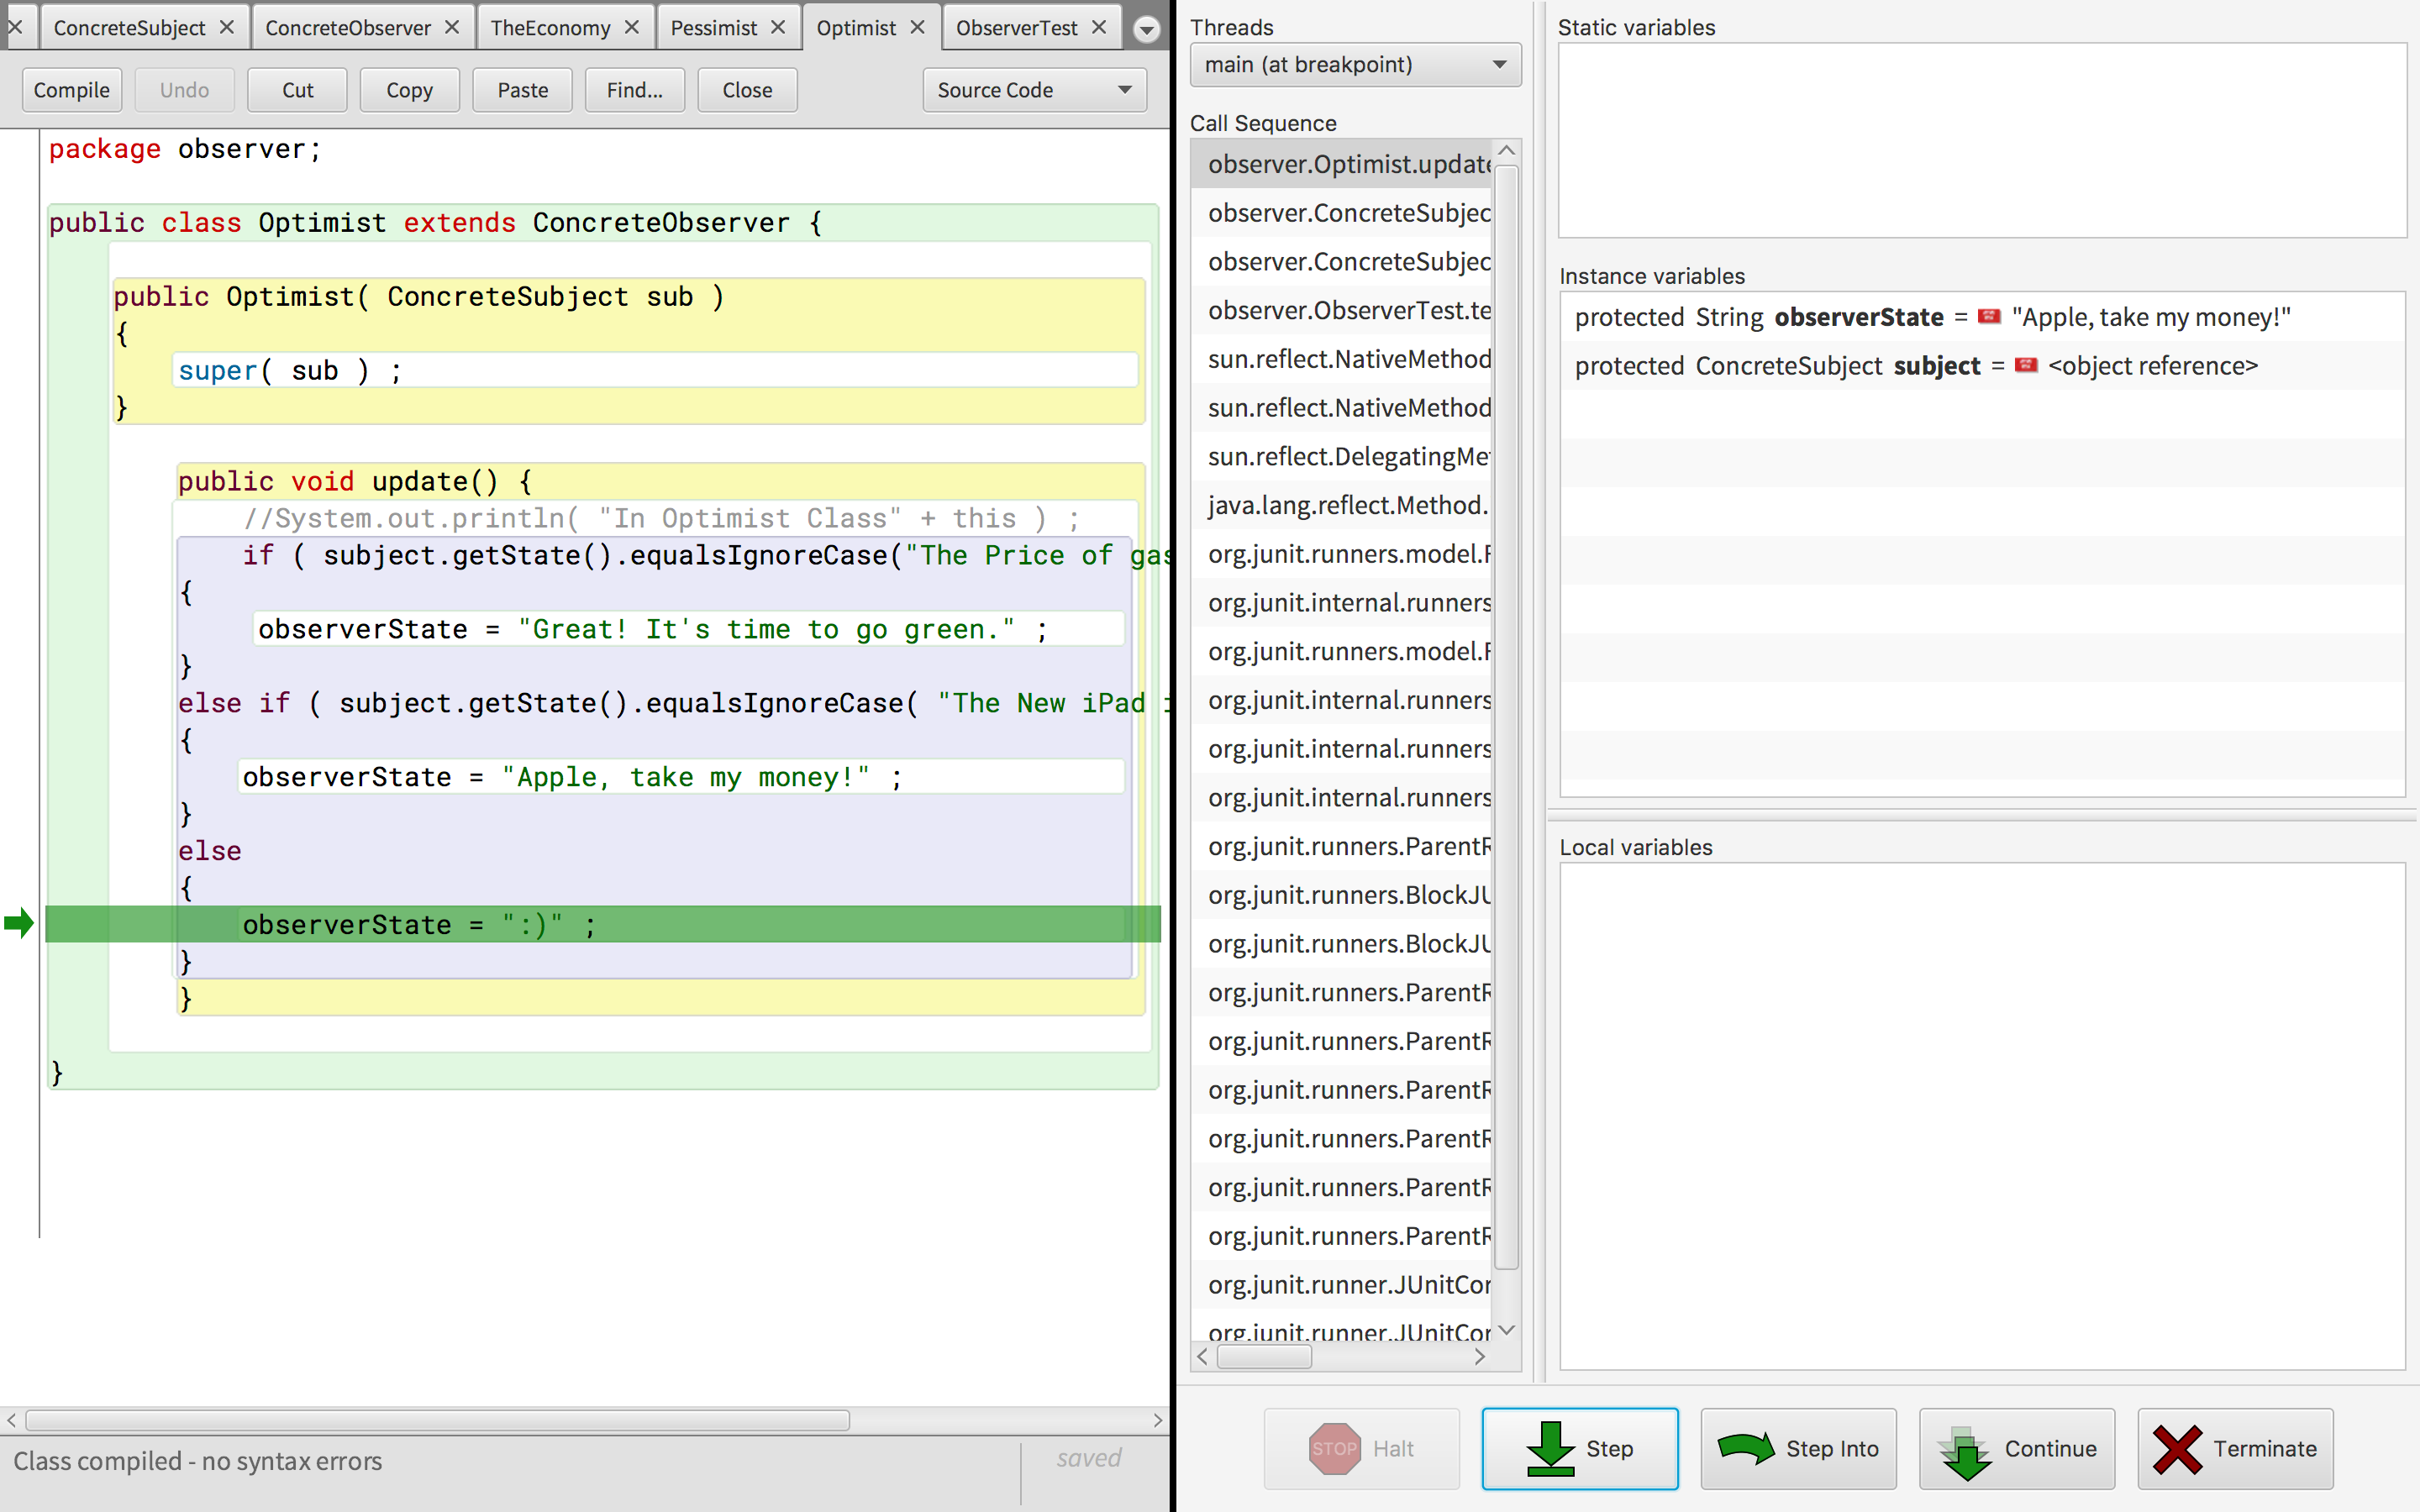 ConcreteSubject ConcreteObserver TheEconomy Pessimist Optimist ObserverTest
Compile Undo Cut Copy Paste Find... Close Source Code
package observer;
public class Optimist extends ConcreteObserver {
public Optimist( ConcreteSubject sub )
{
super( sub ) ;
}
public void update() {
//System.out.println( "In Optimist Class" + this ) ;
if ( subject.getState().equalsIgnoreCase("The Price of gas
{
observerState = "Great! It's time to go green." ;
}
else if ( subject.getState().equalsIgnoreCase( "The New iPad i
{
observerState = "Apple, take my money!" ;
}
else
{
observerState = ":)" ;
}
}
}
Class compiled - no syntax errors
saved
Threads
main (at breakpoint)
Call Sequence
observer.Optimist.update
observer.ConcreteSubjec
observer.ConcreteSubjec
observer.ObserverTest.te
sun.reflect.NativeMethod
sun.reflect.NativeMethod
sun.reflect.DelegatingMe
java.lang.reflect.Method.
org.junit.runners.model.F
org.junit.internal.runners
org.junit.runners.model.F
org.junit.internal.runners
org.junit.internal.runners
org.junit.internal.runners
org.junit.runners.ParentR
org.junit.runners.BlockJU
org.junit.runners.BlockJU
org.junit.runners.ParentR
org.junit.runners.ParentR
org.junit.runners.ParentR
org.junit.runners.ParentR
org.junit.runners.ParentR
org.junit.runners.ParentR
org.junit.runner.JUnitCor
org.junit.runner.JUnitCor
Static variables
Instance variables
protected String observerState = "Apple, take my money!"
protected ConcreteSubject subject = <object reference>
Local variables
STOP Halt Step Step Into Continue Terminate